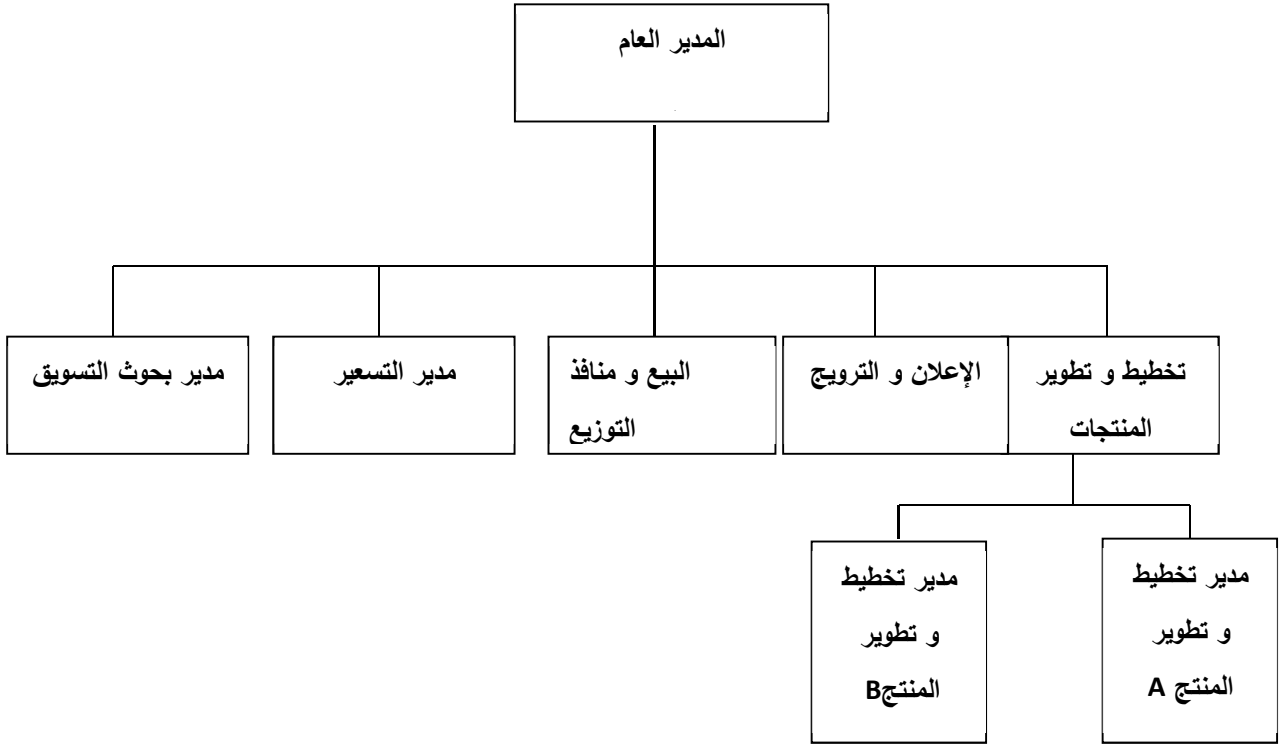 المدير العام
تخطيط و تطوير
المنتجات
الإعلان و الترويج
البيع و منافذ
التوزيع
مدير التسعير
مدير بحوث التسويق
مدير تخطيط
و تطوير
المنتج A
مدير تخطيط
و تطوير
المنتجB